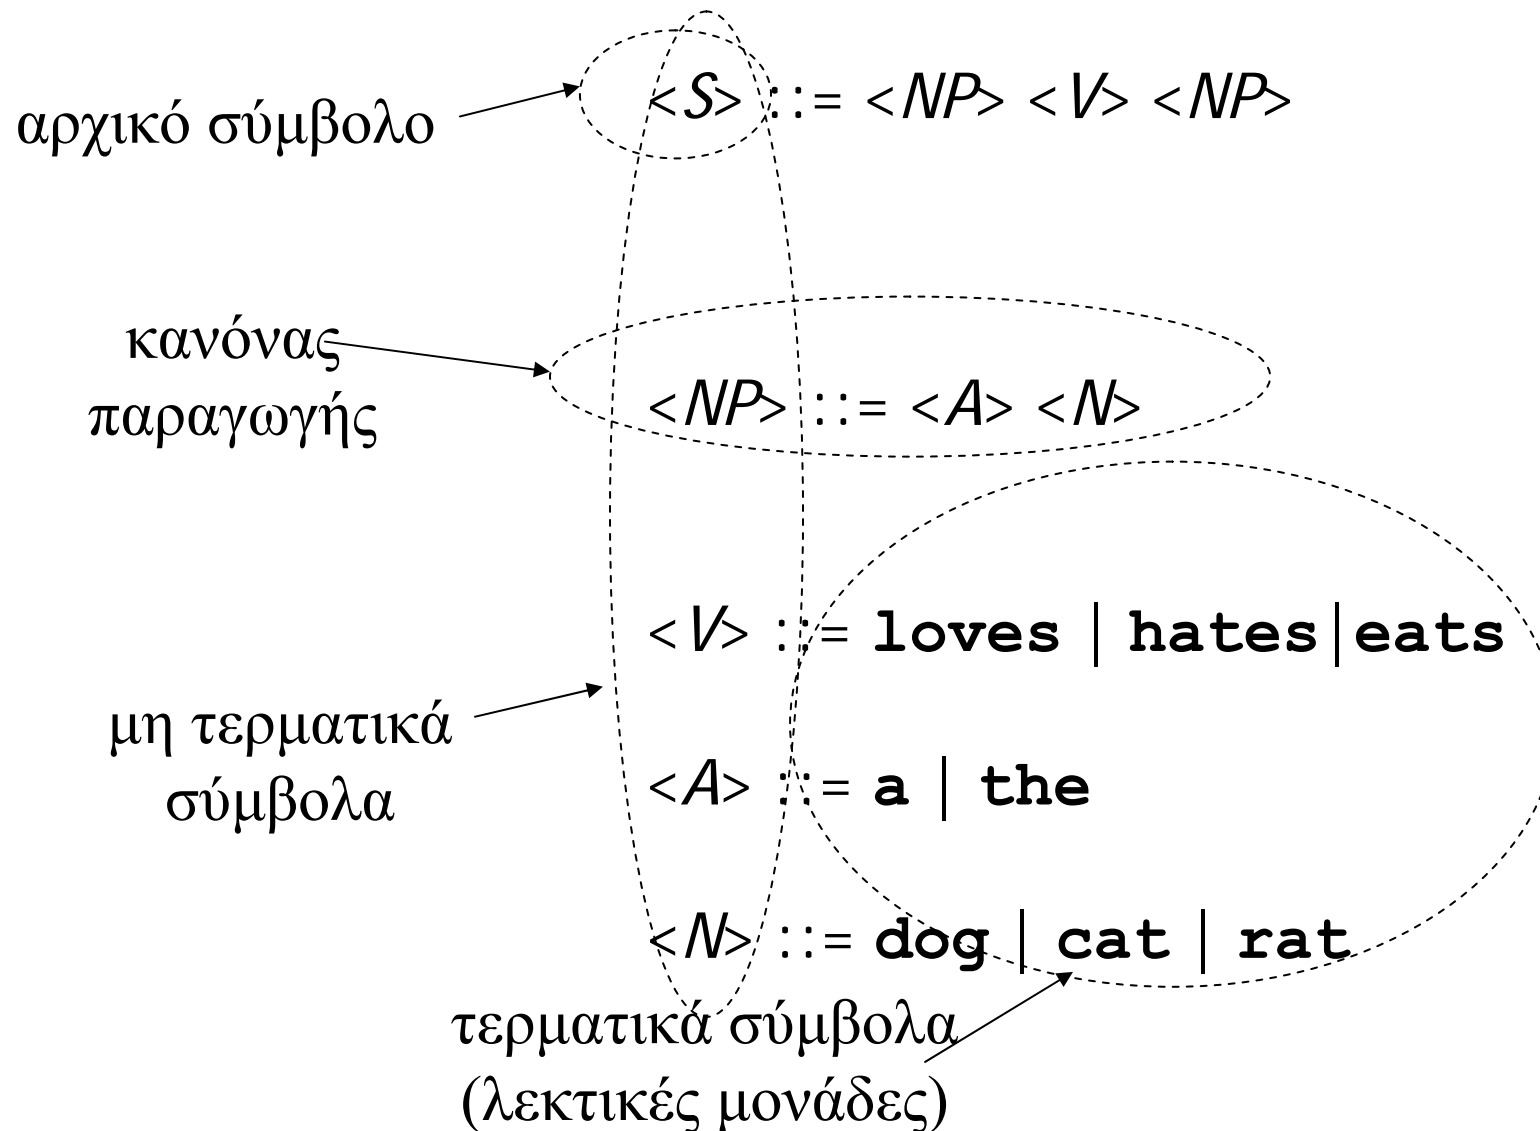 <S> ::= <NP> <V> <NP>
αρχικό σύμβολο
κανόνας
παραγωγής
<NP> ::= <A> <N>
<V> ::= loves | hates|eats
μη τερματικά
σύμβολα
<A> ::= a | the
<N> ::= dog | cat | rat
τερματικά σύμβολα
(λεκτικές μονάδες)